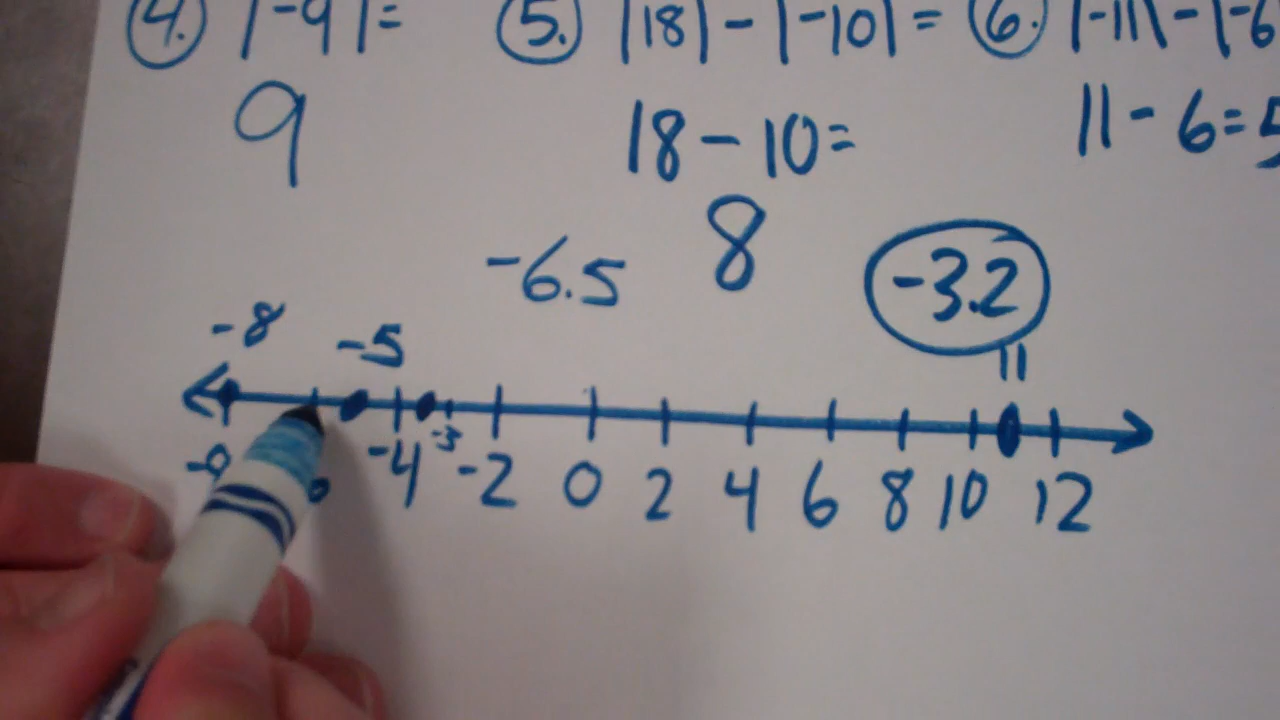 4. |-9|= 5. |18| - |-10| = 6. |-11| - |-6
9 18 - 10= 11 - 6=5
8
-6.5 -3.2
-8 -5 11
-4 -3 -2 0 2 4 6 8 10 12